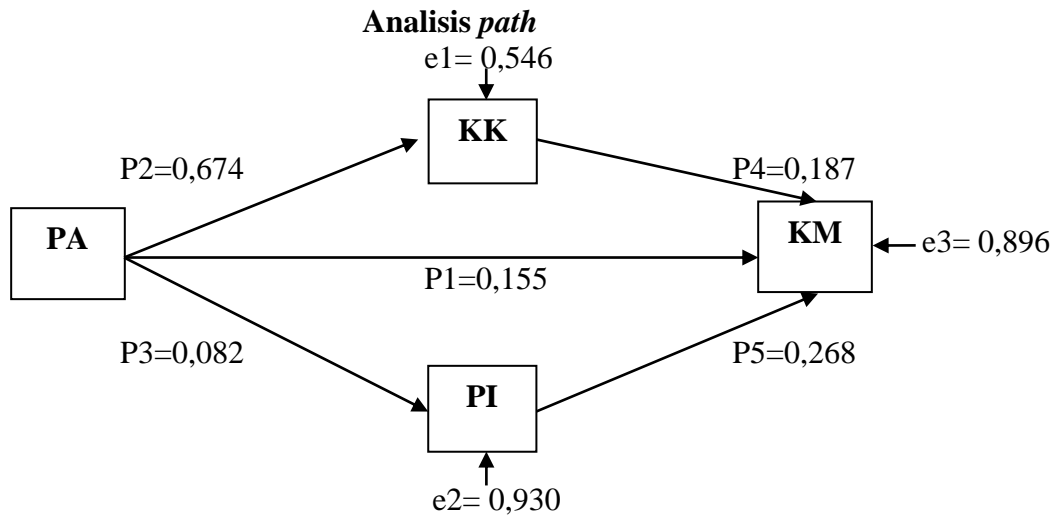 Analisis path
e1= 0,546
KK
P2=0,674
P4=0,187
PA
KM
e3= 0,896
P1=0,155
P3=0,082
P5=0,268
PI
e2= 0,930